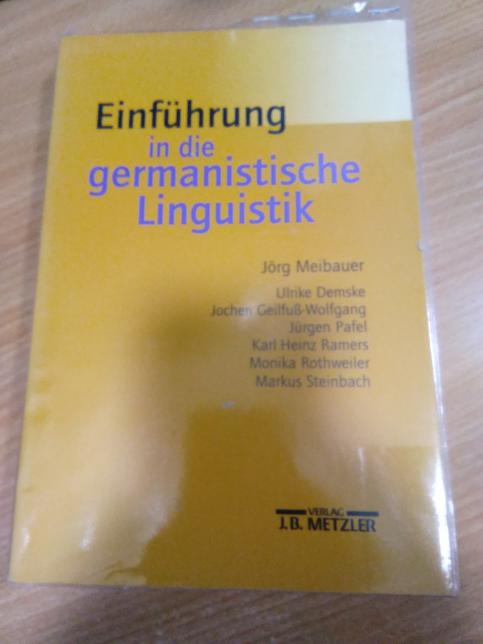 Einführung
in die
germanistische
Linguistik
Jörg Meibauer
Ulrike Demske
Jochen Geilfuß-Wolfgang
Jürgen Pafel
Karl Heinz Ramers
Monika Rothweiler
Markus Steinbach
VERLAG
J.B. METZLER